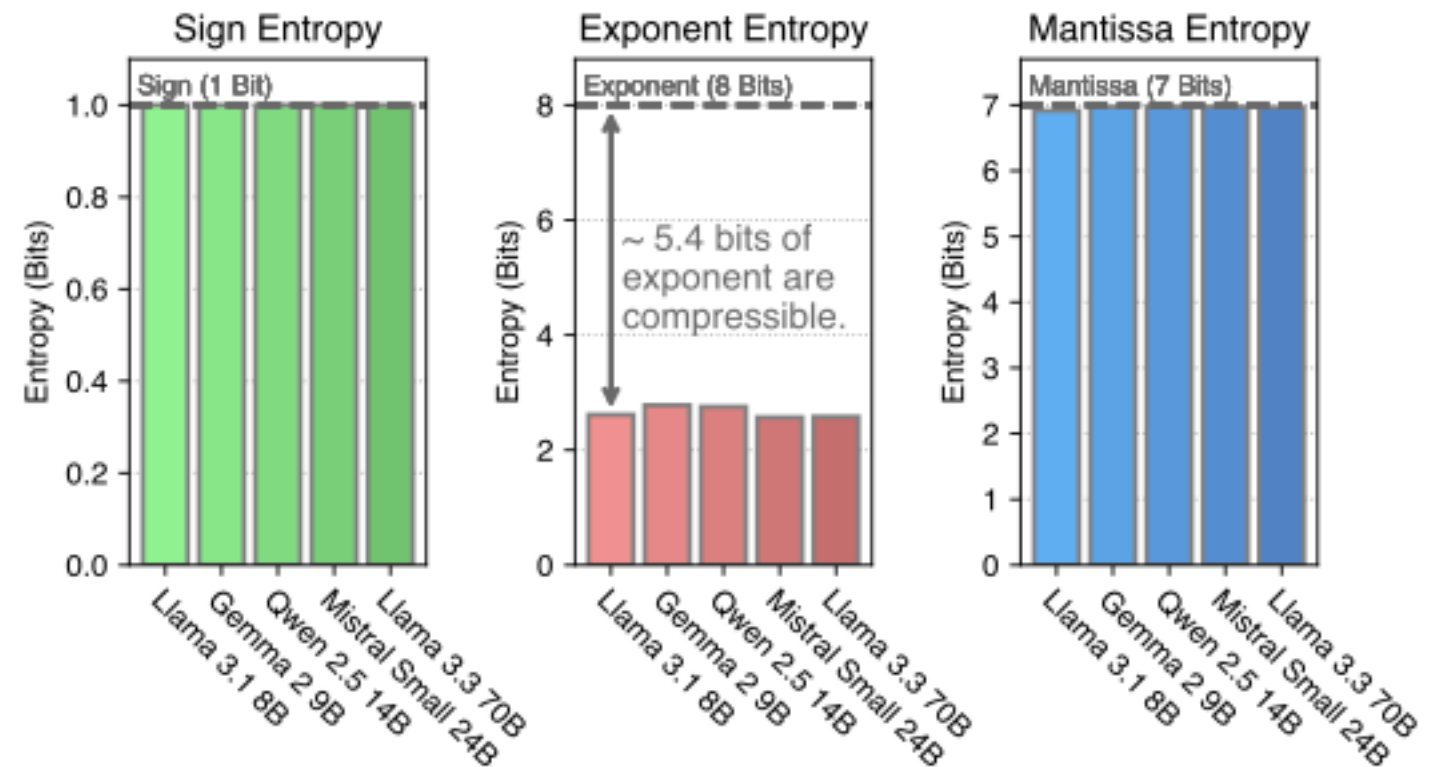 Sign Entropy
Sign (1 Bit)
1.0
0.8
0.6
0.4
0.2
0.0
Entropy (Bits)
Llama 3.1 8B
Gemma 2 9B
Qwen 2.5 14B
Mistral Small 24B
Llama 3.3 70B
Exponent Entropy
Exponent (8 Bits)
8
6
4
2
0
Entropy (Bits)
~ 5.4 bits of
exponent are
compressible.
Llama 3.1 8B
Gemma 2 9B
Qwen 2.5 14B
Mistral Small 24B
Llama 3.3 70B
Mantissa Entropy
Mantissa (7 Bits)
7
6
5
4
3
2
1
0
Entropy (Bits)
Llama 3.1 8B
Gemma 2 9B
Qwen 2.5 14B
Mistral Small 24B
Llama 3.3 70B